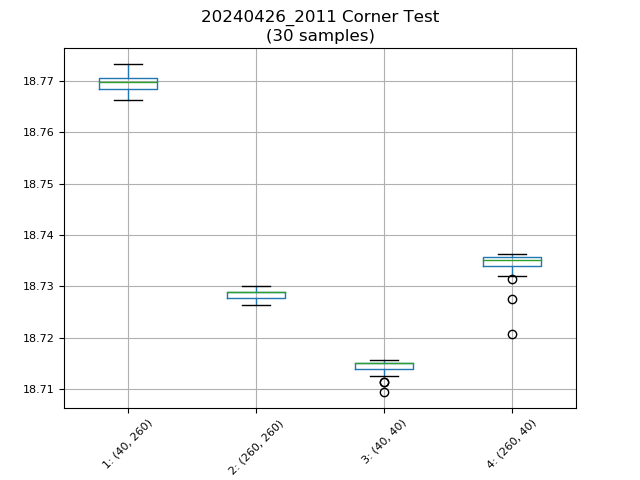 20240426_2011 Corner Test
(30 samples)
18.77
18.76
18.75
18.74
18.73
18.72
18.71
1: (40, 260)
2: (260, 260)
3: (40, 40)
4: (260, 40)